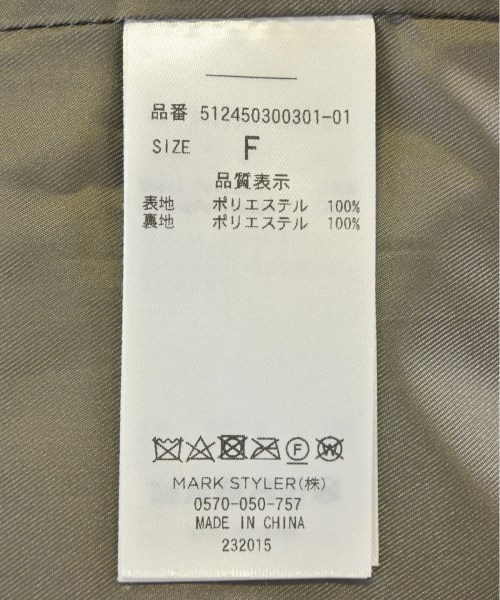 品番 512450300301-01
SIZE F
品質表示
表地 ポリエステル 100%
裏地 ポリエステル 100%
F W
MARK STYLER(株)
0570-050-757
MADE IN CHINA
232015